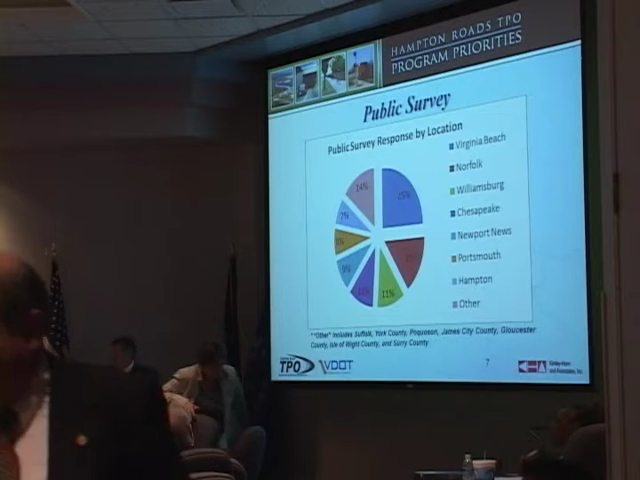 HAMPTON ROADS TPO
PROGRAM PRIORITIES
Public Survey
Public Survey Response by Location
Virginia Beach
Norfolk
Williamsburg
Chesapeake
Newport News
Portsmouth
Hampton
Other
14%
25%
7%
9%
11%
11%
"Other" includes Suffolk, York County, Poquoson, James City County, Gloucester
County, Isle of Wight County, and Surry County
TPO
VDOT
7